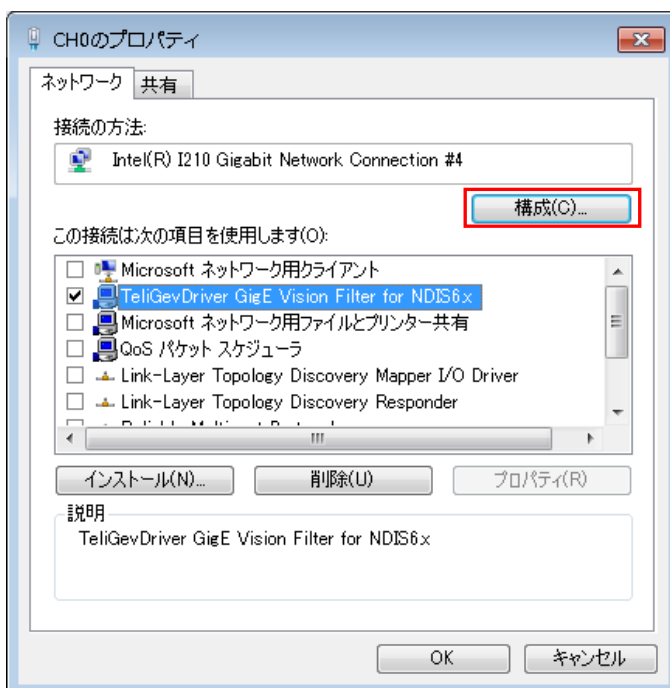 CH0のプロパティ
ネットワーク 共有
接続の方法:
Intel(R) I210 Gigabit Network Connection #4
構成(C)...
この接続は次の項目を使用します(O):
Microsoft ネットワーク用クライアント
TeliGevDriver GigE Vision Filter for NDIS6x
Microsoft ネットワーク用ファイルとプリンター共有
QoS パケット スケジューラ
Link-Layer Topology Discovery Mapper I/O Driver
Link-Layer Topology Discovery Responder
インストール(N)... 削除(U) プロパティ(R)
説明
TeliGevDriver GigE Vision Filter for NDIS6x
OK キャンセル